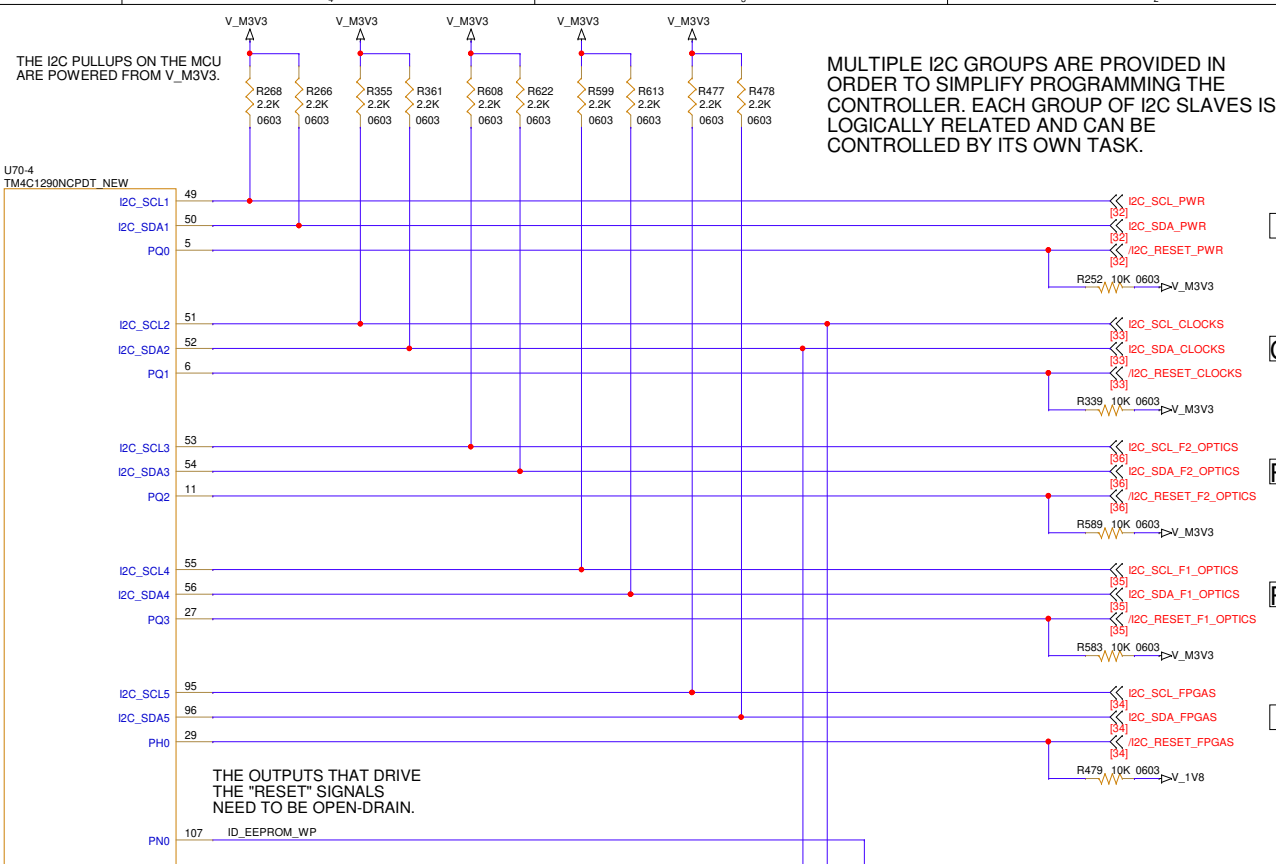 V_M3V3 V_M3V3 V_M3V3 V_M3V3 V_M3V3
THE I2C PULLUPS ON THE MCU
ARE POWERED FROM V_M3V3.
MULTIPLE I2C GROUPS ARE PROVIDED IN
ORDER TO SIMPLIFY PROGRAMMING THE
CONTROLLER. EACH GROUP OF I2C SLAVES IS
LOGICALLY RELATED AND CAN BE
CONTROLLED BY ITS OWN TASK.
R268 R266 R355 R361 R608 R622 R599 R613 R477 R478
2.2K 2.2K 2.2K 2.2K 2.2K 2.2K 2.2K 2.2K 2.2K 2.2K
0603 0603 0603 0603 0603 0603 0603 0603 0603 0603
U70-4
TM4C1290NCPDT_NEW
I2C_SCL1 49 I2C_SCL_PWR
[32]
I2C_SDA1 50 I2C_SDA_PWR
[32]
PQ0 5 /I2C_RESET_PWR
[32]
R252 10K 0603 V_M3V3
I2C_SCL2 51 I2C_SCL_CLOCKS
[33]
I2C_SDA2 52 I2C_SDA_CLOCKS
[33]
PQ1 6 /I2C_RESET_CLOCKS
[33]
R339 10K 0603 V_M3V3
I2C_SCL3 53 I2C_SCL_F2_OPTICS
[36]
I2C_SDA3 54 I2C_SDA_F2_OPTICS
[36]
PQ2 11 /I2C_RESET_F2_OPTICS
[36]
R589 10K 0603 V_M3V3
I2C_SCL4 55 I2C_SCL_F1_OPTICS
[35]
I2C_SDA4 56 I2C_SDA_F1_OPTICS
[35]
PQ3 27 /I2C_RESET_F1_OPTICS
[35]
R583 10K 0603 V_M3V3
I2C_SCL5 95 I2C_SCL_FPGAS
[34]
I2C_SDA5 96 I2C_SDA_FPGAS
[34]
PH0 29 /I2C_RESET_FPGAS
[34]
R479 10K 0603 V_1V8
THE OUTPUTS THAT DRIVE
THE "RESET" SIGNALS
NEED TO BE OPEN-DRAIN.
PN0 107 ID_EEPROM_WP